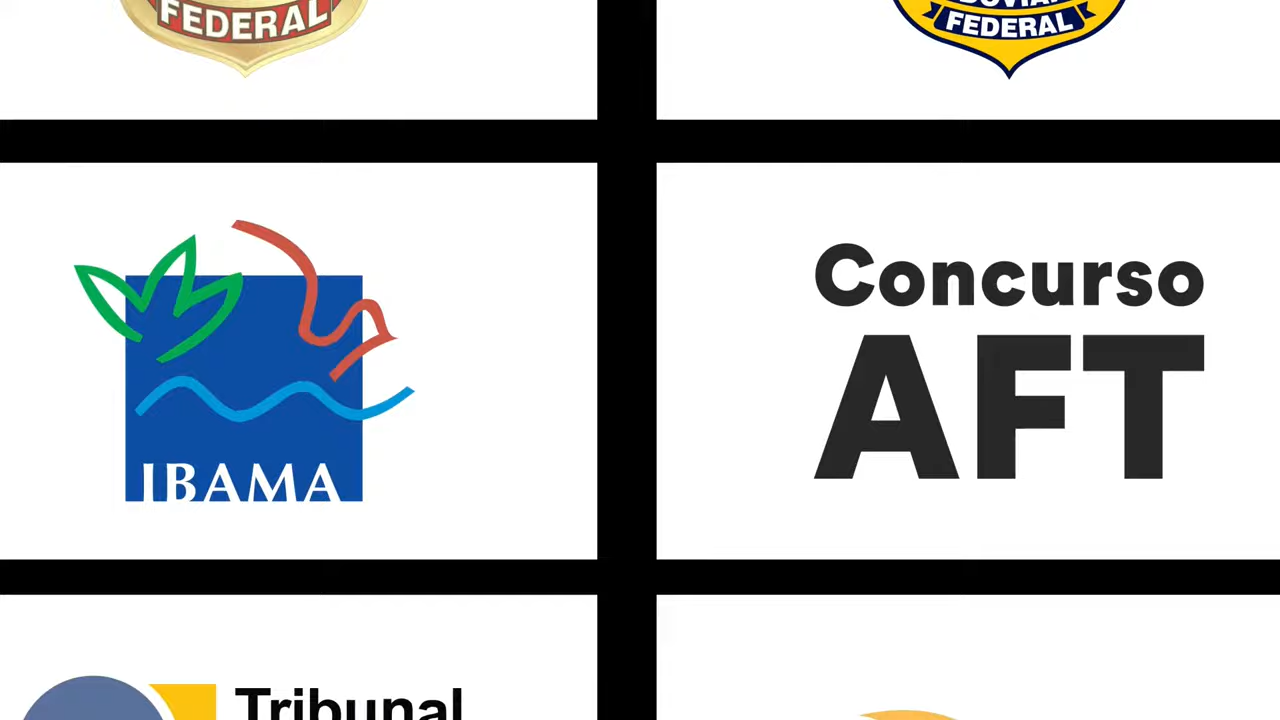 FEDERAL
FEDERAL
IBAMA
Concurso
AFT
Tribunal